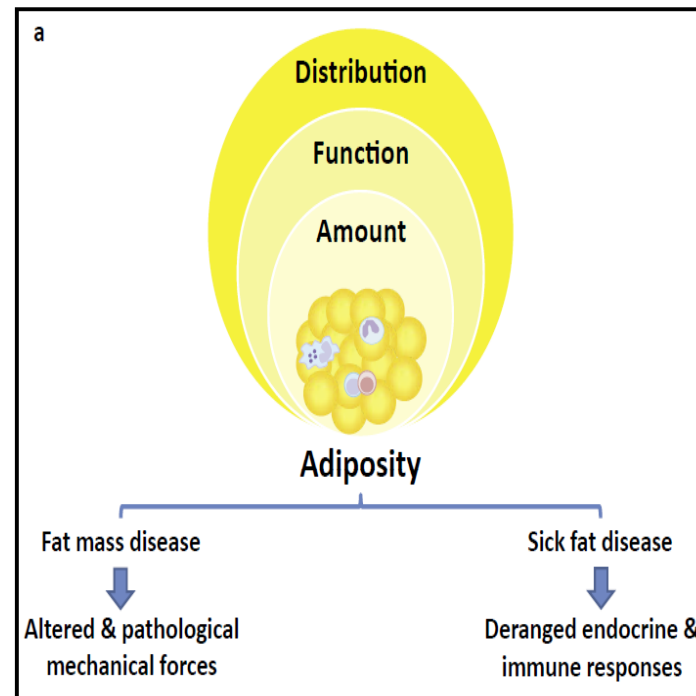 a
Distribution
Function
Amount
Adiposity
Fat mass disease
Sick fat disease
Altered & pathological
mechanical forces
Deranged endocrine &
immune responses